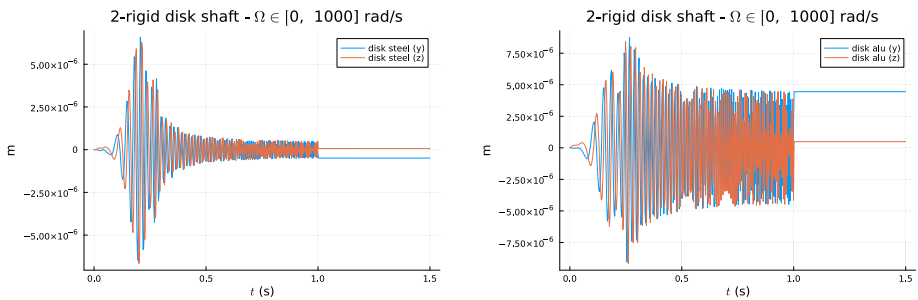 2-rigid disk shaft - Ω ∈ [0, 1000] rad/s
disk steel (y)
disk steel (z)
5.00×10⁻⁶
2.50×10⁻⁶
0
-2.50×10⁻⁶
-5.00×10⁻⁶
m
0.0 0.5 1.0 1.5
t (s)
2-rigid disk shaft - Ω ∈ [0, 1000] rad/s
disk alu (y)
disk alu (z)
7.50×10⁻⁶
5.00×10⁻⁶
2.50×10⁻⁶
0
-2.50×10⁻⁶
-5.00×10⁻⁶
-7.50×10⁻⁶
m
0.0 0.5 1.0 1.5
t (s)